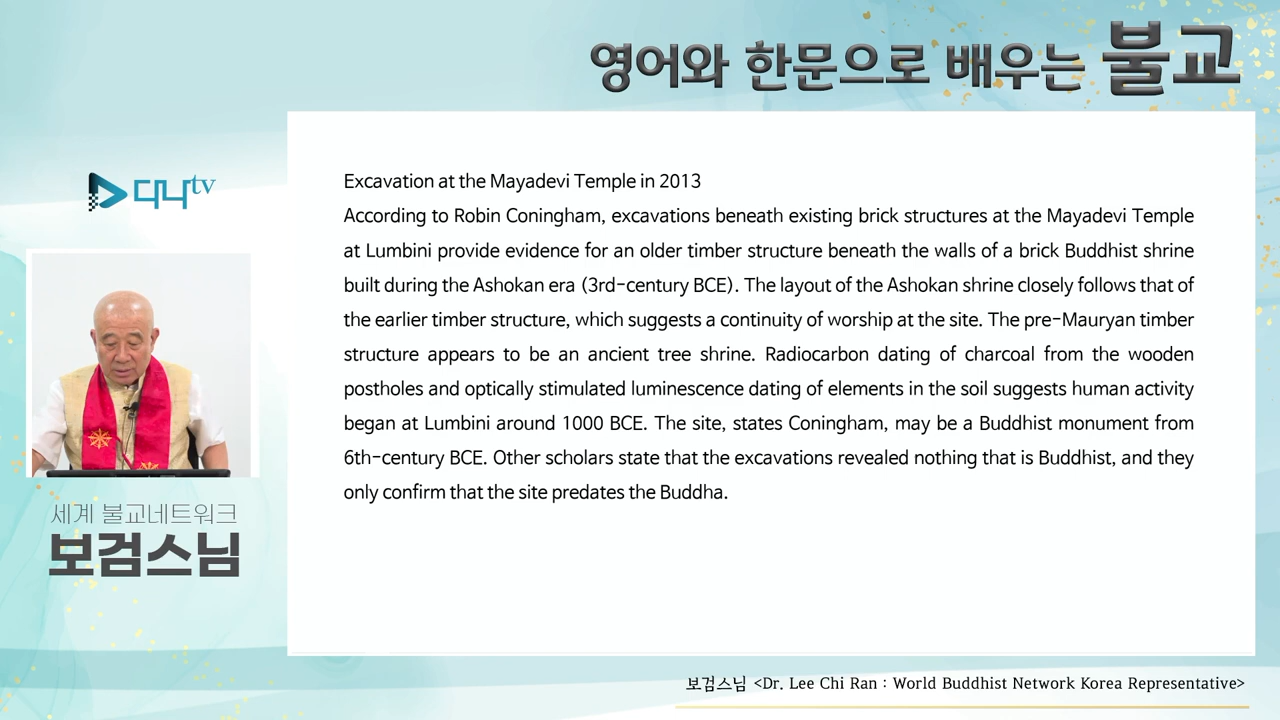 영어와 한문으로 배우는 불교
다나tv
Excavation at the Mayadevi Temple in 2013
According to Robin Coningham, excavations beneath existing brick structures at the Mayadevi Temple
at Lumbini provide evidence for an older timber structure beneath the walls of a brick Buddhist shrine
built during the Ashokan era (3rd-century BCE). The layout of the Ashokan shrine closely follows that of
the earlier timber structure, which suggests a continuity of worship at the site. The pre-Mauryan timber
structure appears to be an ancient tree shrine. Radiocarbon dating of charcoal from the wooden
postholes and optically stimulated luminescence dating of elements in the soil suggests human activity
began at Lumbini around 1000 BCE. The site, states Coningham, may be a Buddhist monument from
6th-century BCE. Other scholars state that the excavations revealed nothing that is Buddhist, and they
only confirm that the site predates the Buddha.
세계 불교네트워크
보검스님
보검스님 <Dr. Lee Chi Ran : World Buddhist Network Korea Representative>